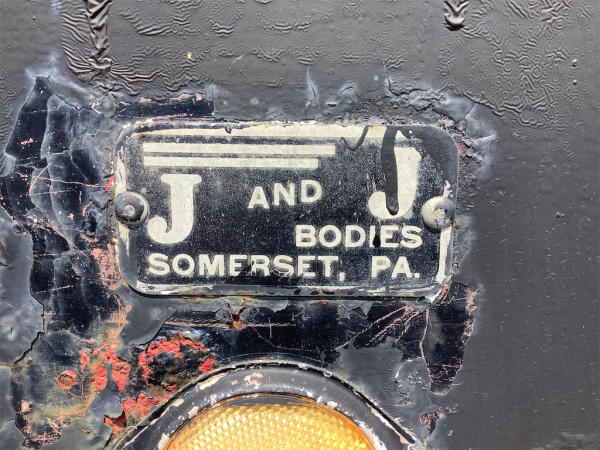 J AND J
BODIES
SOMERSET, PA.